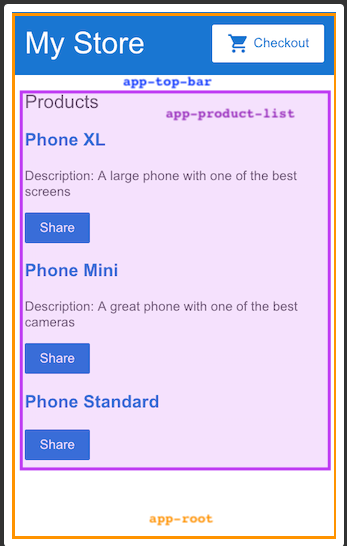 My Store
Checkout
app-top-bar
Products
app-product-list
Phone XL
Description: A large phone with one of the best
screens
Share
Phone Mini
Description: A great phone with one of the best
cameras
Share
Phone Standard
Share
app-root